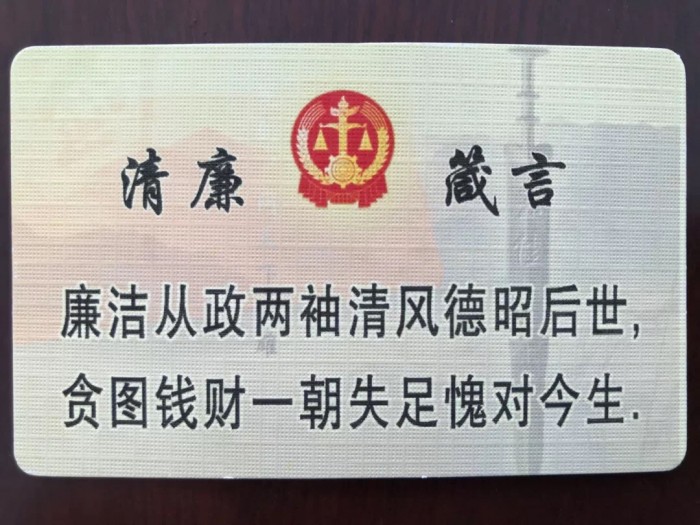 清廉 箴言
廉洁从政两袖清风德昭后世,
贪图钱财一朝失足愧对今生.